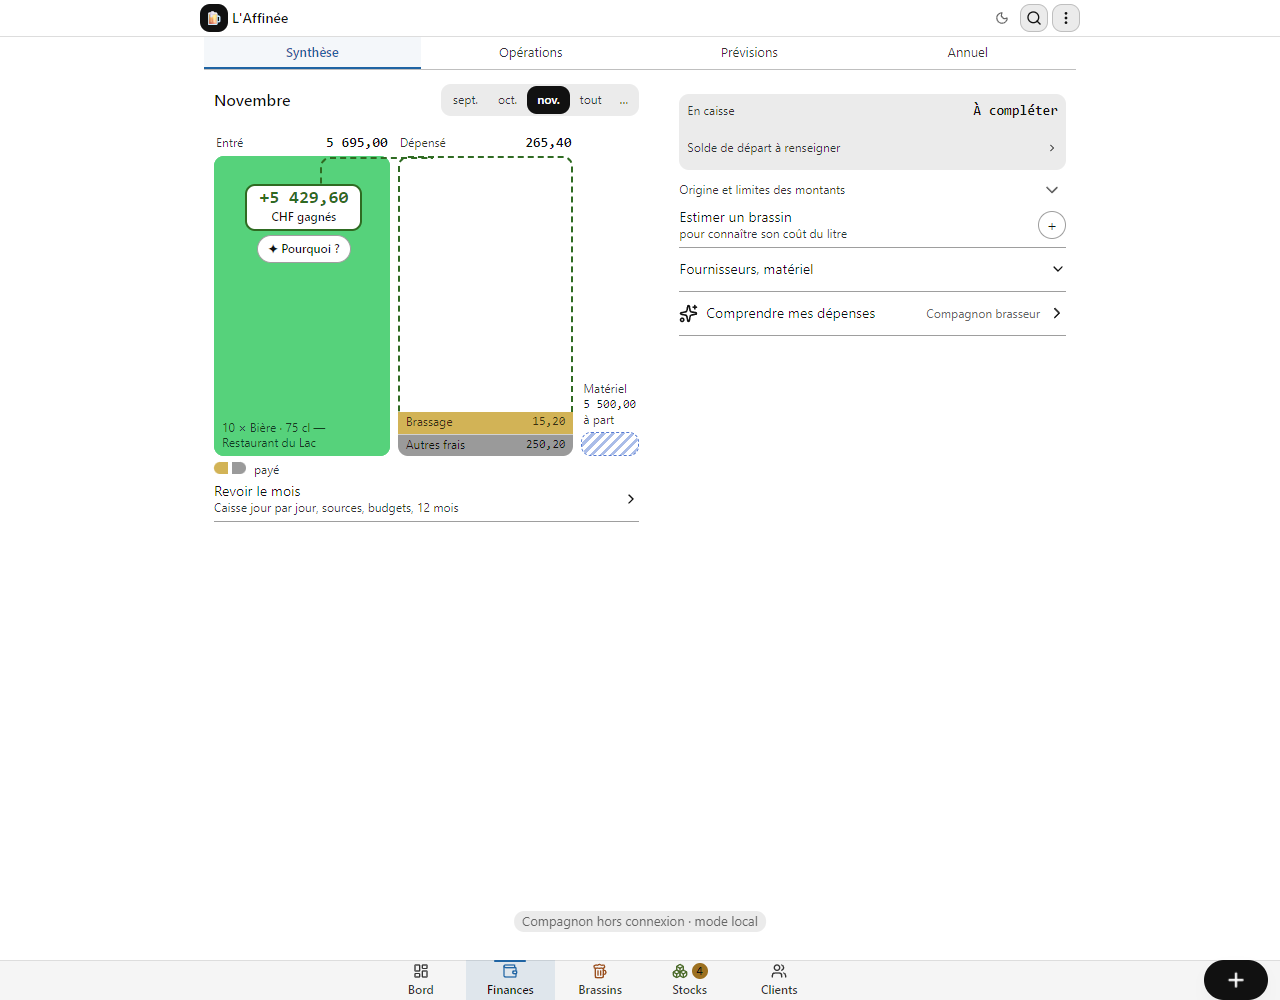 L'Affinée
Synthèse
Opérations
Prévisions
Annuel
Novembre
sept.
oct.
nov.
tout
...
Entré
5 695,00
Dépensé
265,40
+5 429,60
CHF gagnés
✦ Pourquoi ?
10 × Bière · 75 cl —
Restaurant du Lac
Brassage
15,20
Autres frais
250,20
Matériel
5 500,00
à part
payé
Revoir le mois
Caisse jour par jour, sources, budgets, 12 mois
En caisse
À compléter
Solde de départ à renseigner
Origine et limites des montants
Estimer un brassin
pour connaître son coût du litre
Fournisseurs, matériel
Comprendre mes dépenses
Compagnon brasseur
Compagnon hors connexion · mode local
Bord
Finances
Brassins
4
Stocks
Clients